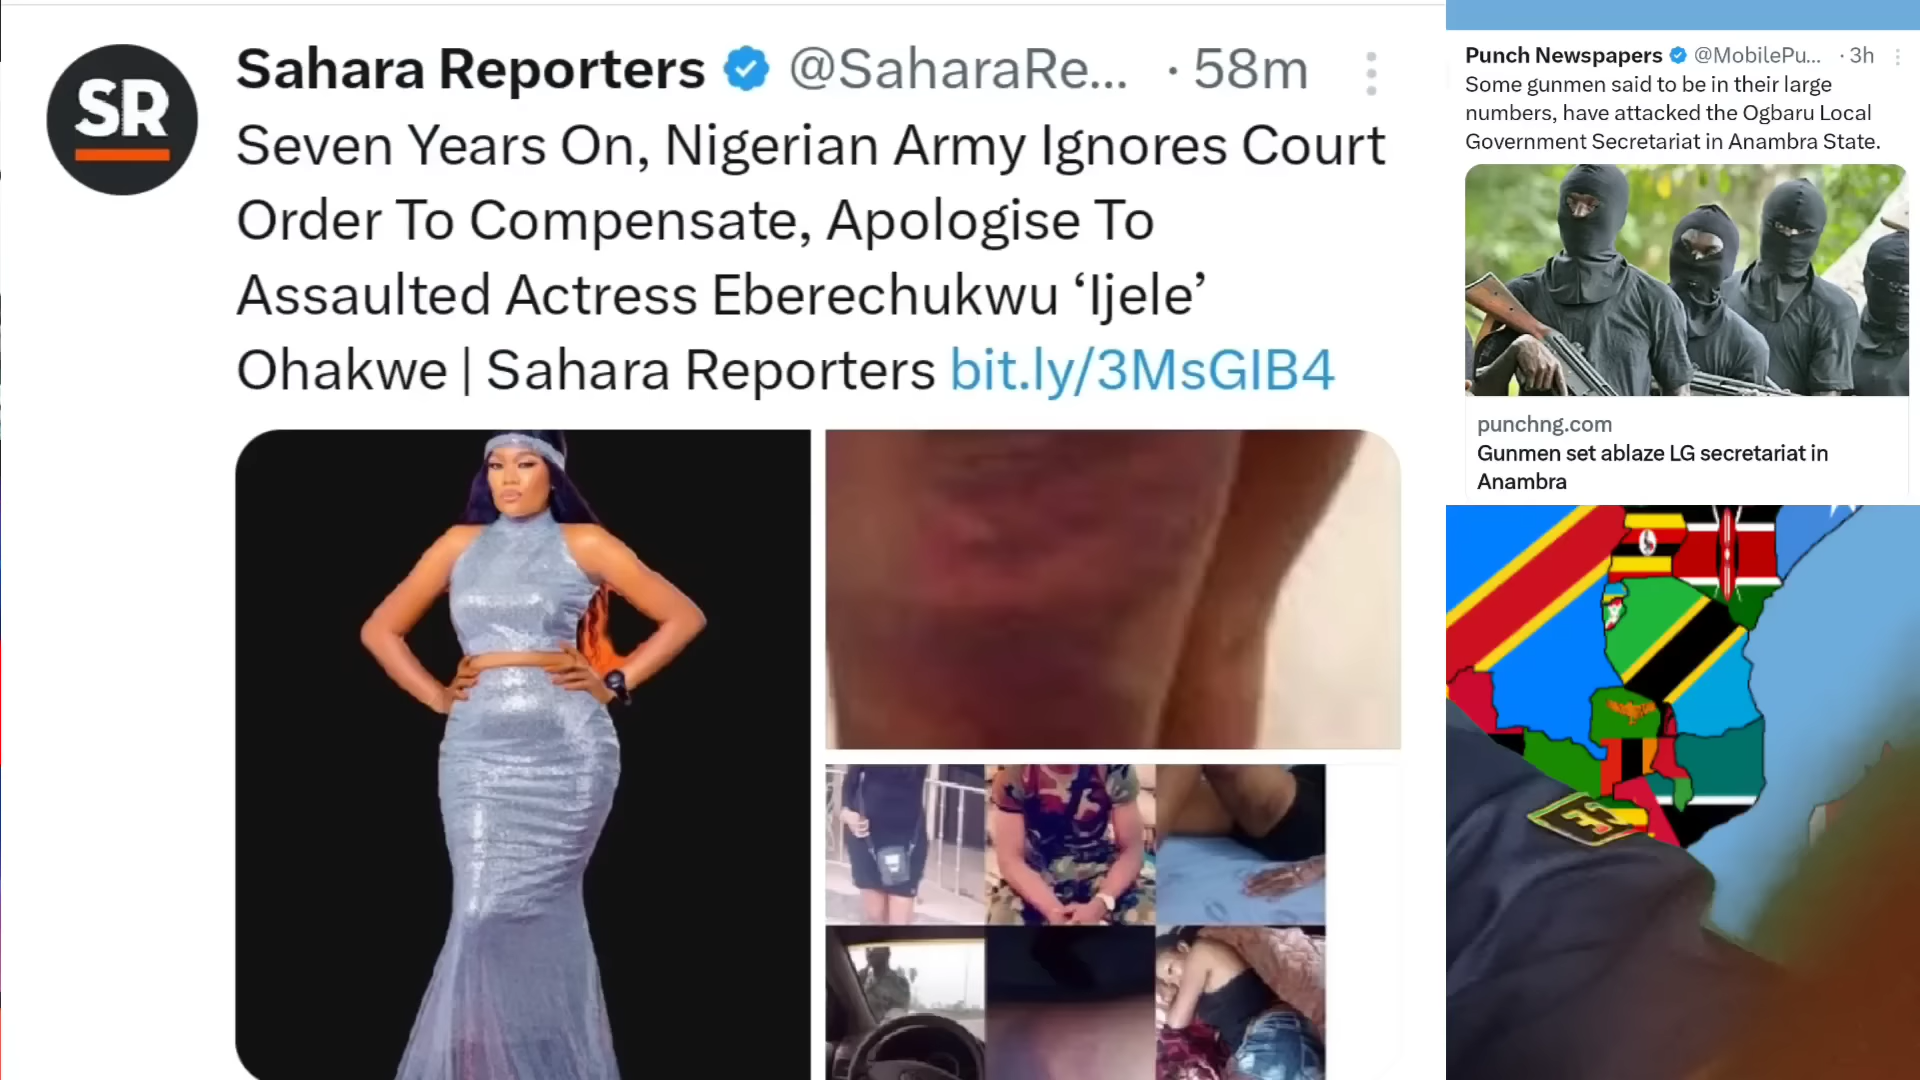 SR
Sahara Reporters @SaharaRe... · 58m
Seven Years On, Nigerian Army Ignores Court
Order To Compensate, Apologise To
Assaulted Actress Eberechukwu ‘Ijele’
Ohakwe | Sahara Reporters bit.ly/3MsGIB4
Punch Newspapers @MobilePu... · 3h
Some gunmen said to be in their large
numbers, have attacked the Ogbaru Local
Government Secretariat in Anambra State.
punchng.com
Gunmen set ablaze LG secretariat in
Anambra